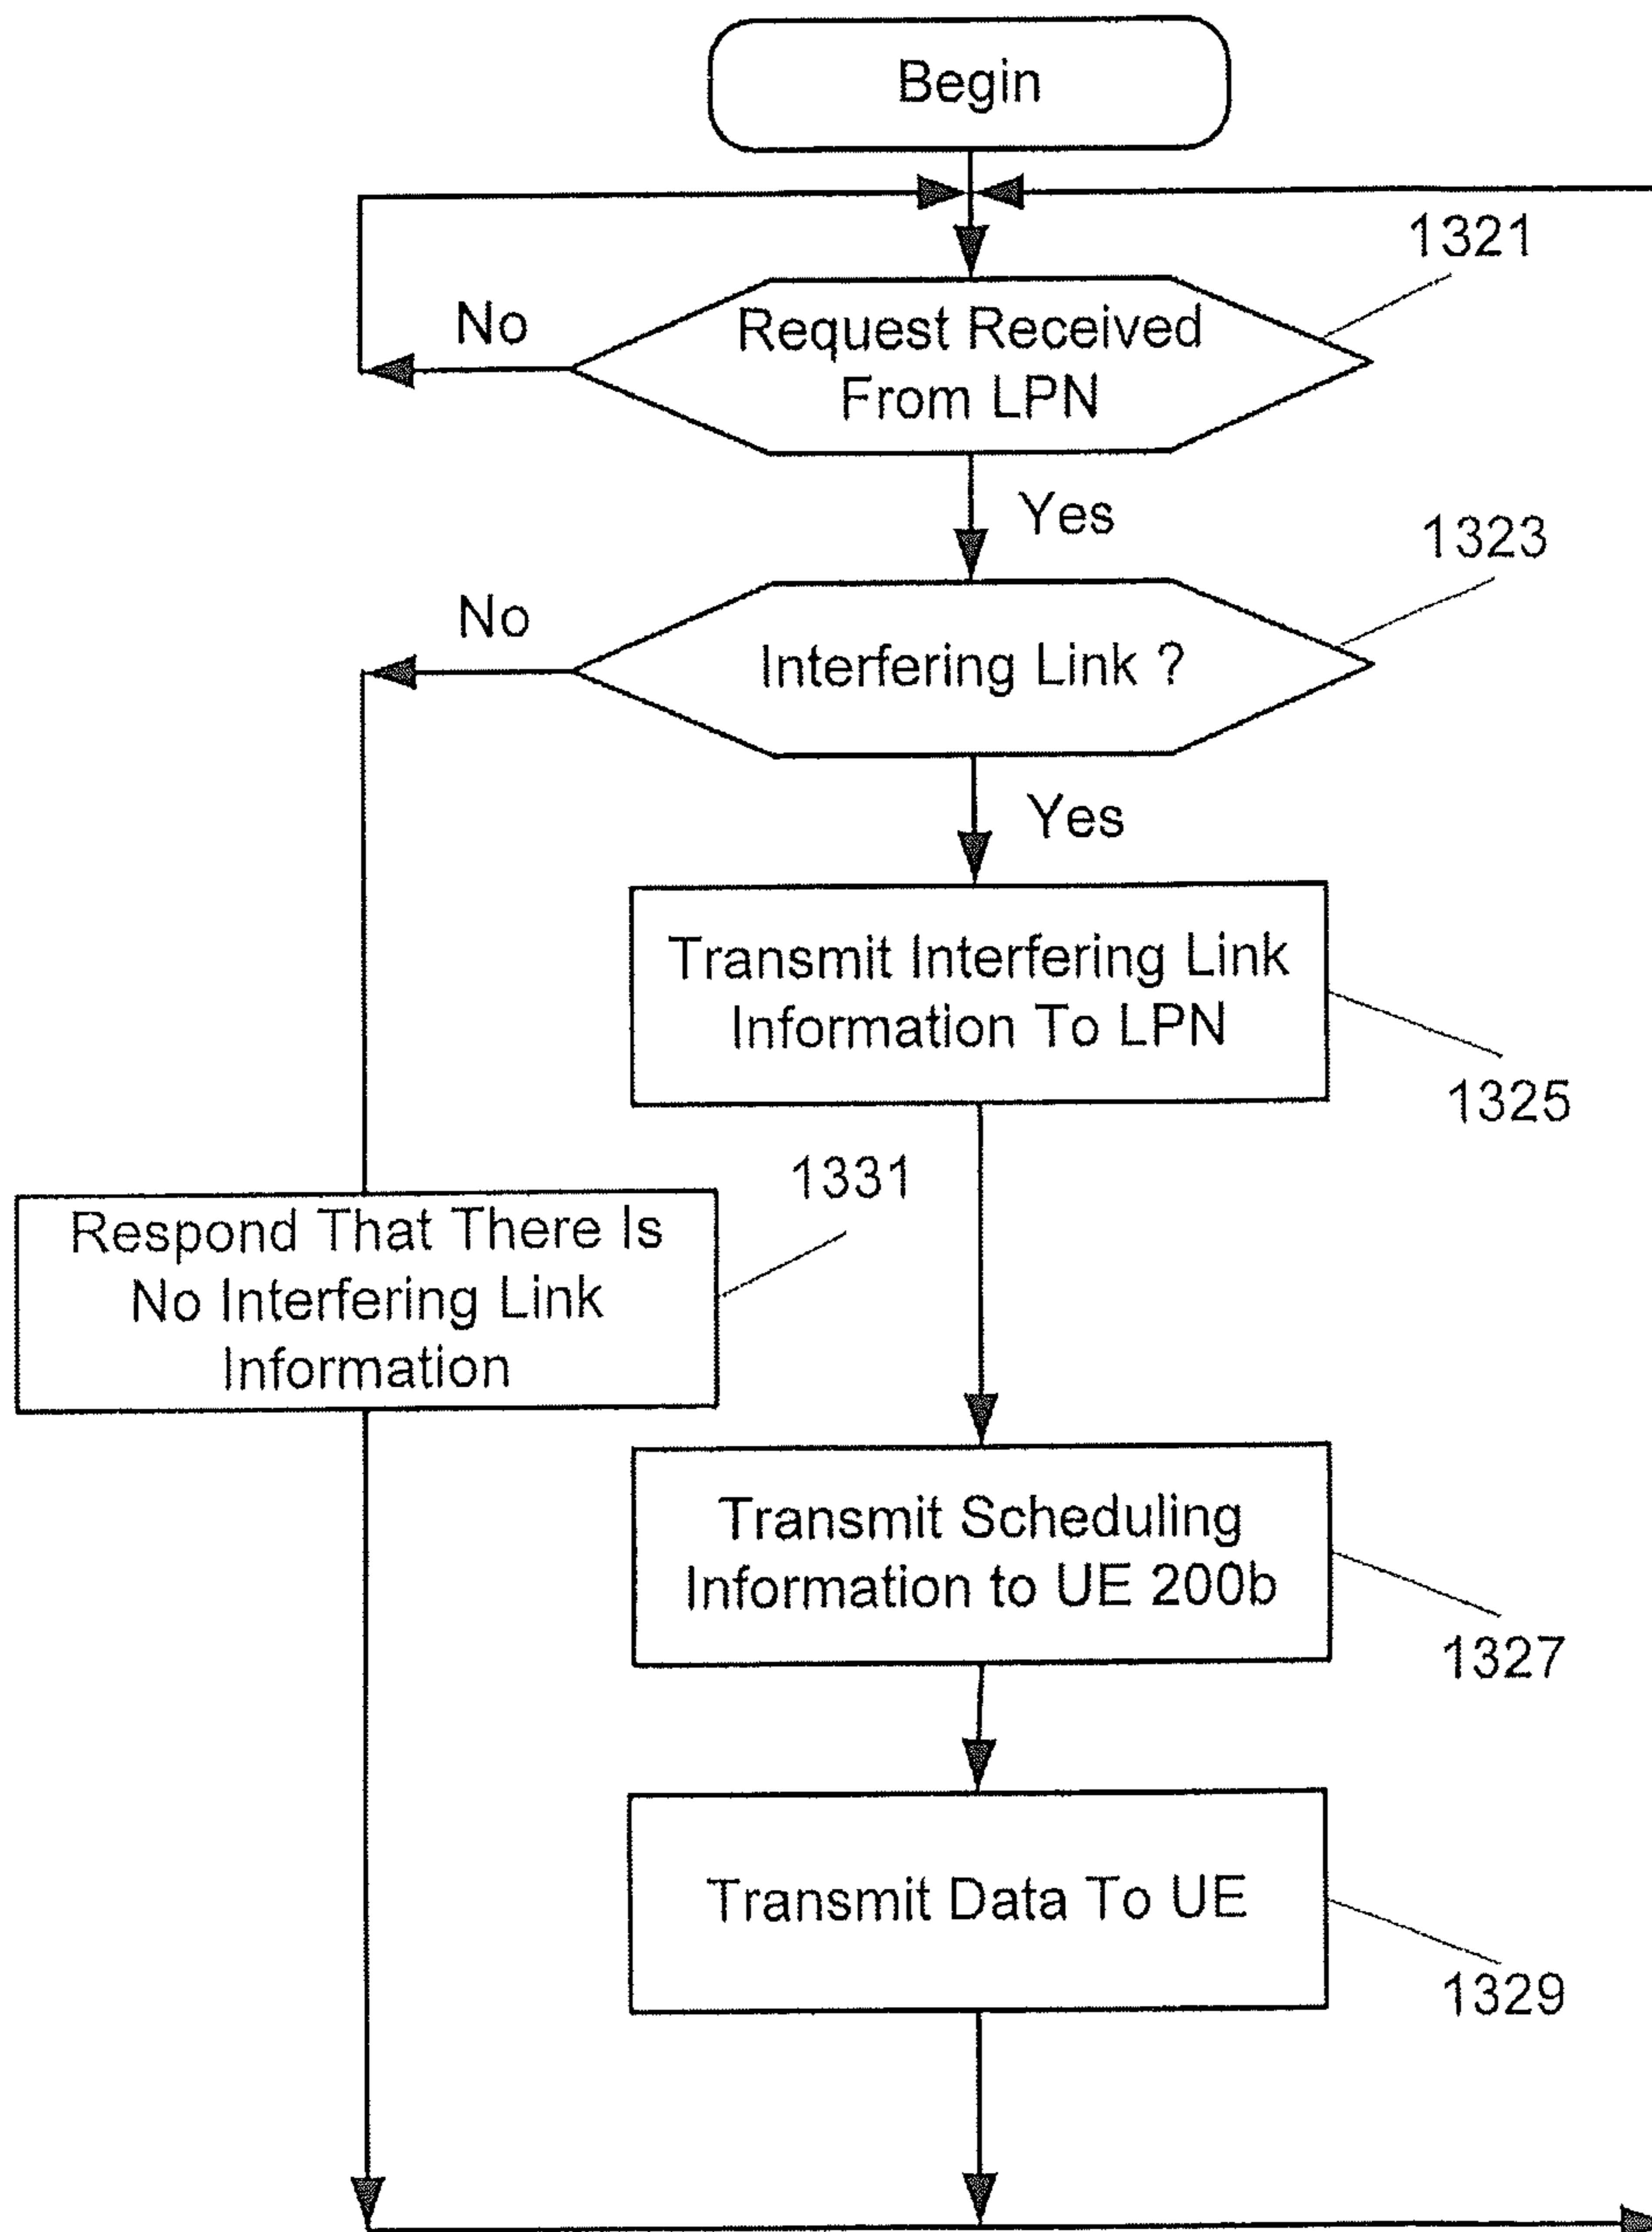 Begin
1321
No
Request Received
From LPN
Yes
1323
No
Interfering Link ?
Yes
Transmit Interfering Link
Information To LPN
1325
1331
Respond That There Is
No Interfering Link
Information
Transmit Scheduling
Information to UE 200b
1327
Transmit Data To UE
1329